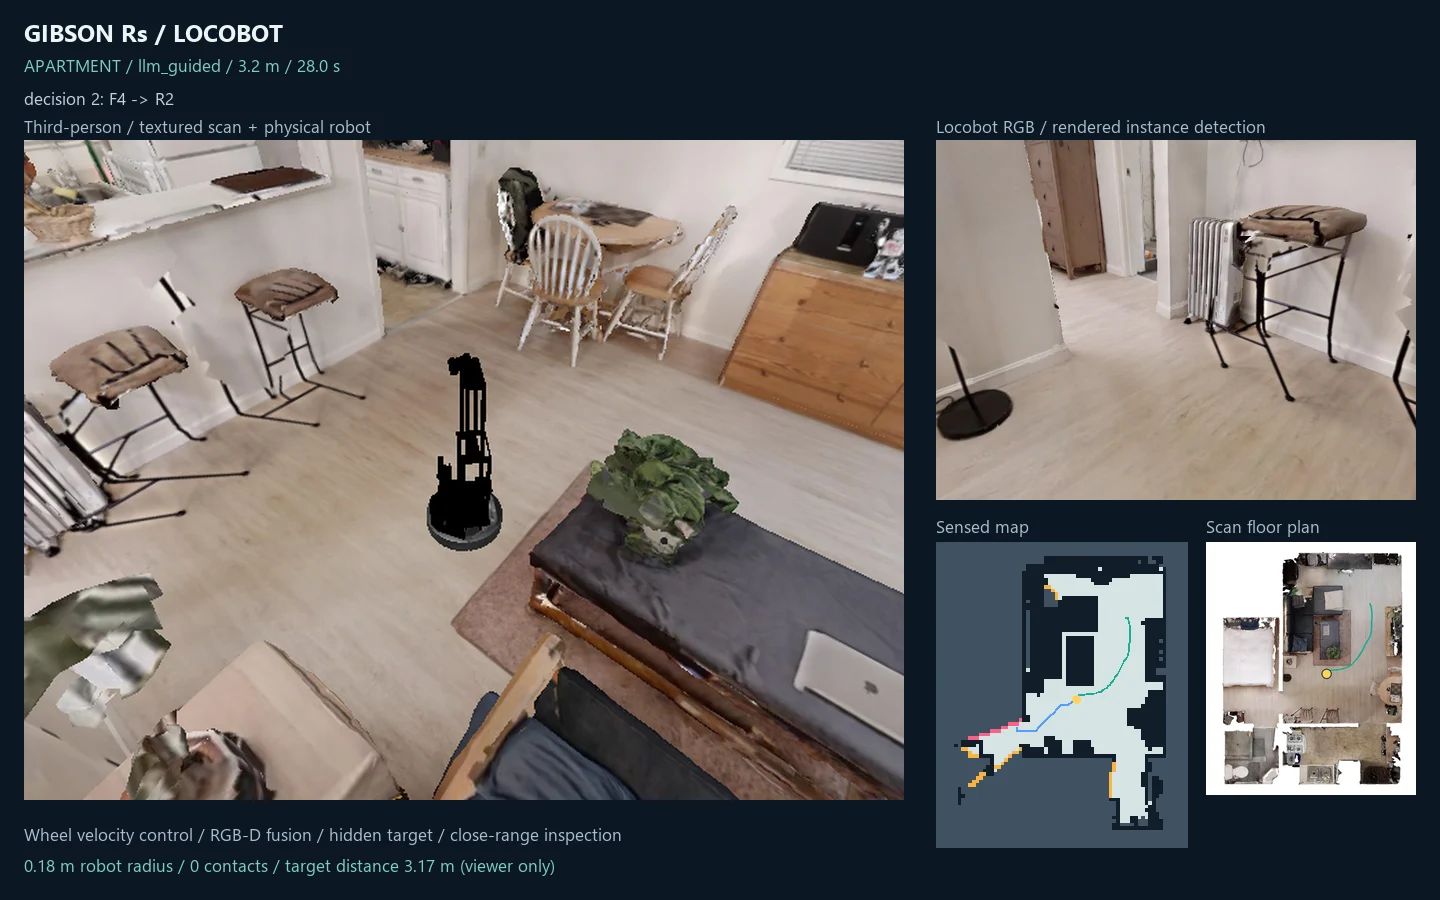 GIBSON Rs / LOCOBOT
APARTMENT / llm_guided / 3.2 m / 28.0 s
decision 2: F4 -> R2
Third-person / textured scan + physical robot
Locobot RGB / rendered instance detection
Sensed map
Scan floor plan
Wheel velocity control / RGB-D fusion / hidden target / close-range inspection
0.18 m robot radius / 0 contacts / target distance 3.17 m (viewer only)